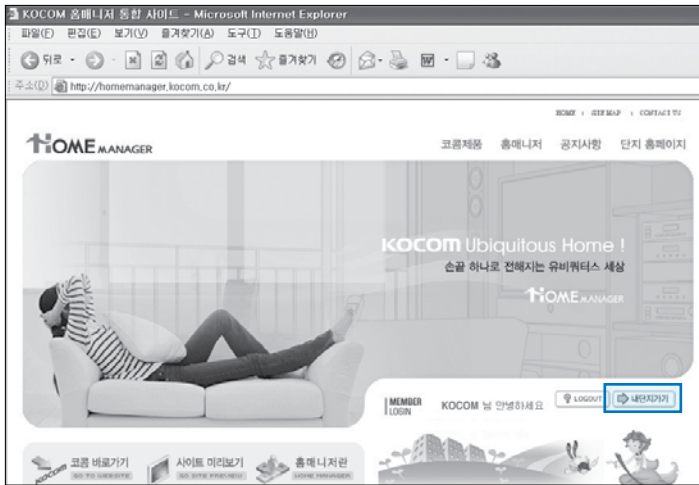 KOCOM 홈매니저 통합 사이트 - Microsoft Internet Explorer
파일(F) 편집(E) 보기(V) 즐겨찾기(A) 도구(T) 도움말(H)
뒤로 검색 즐겨찾기
주소(D) http://homemanager.kocom.co.kr/
HOME | SITEMAP | CONTACT US
HOME MANAGER
코콤제품 홈매니저 공지사항 단지 홈페이지
KOCOM Ubiquitous Home !
손끝 하나로 전해지는 유비쿼터스 세상
HOME MANAGER
MEMBER LOGIN
KOCOM 님 안녕하세요 LOGOUT 내단지가기
KOCOM 코콤 바로가기 사이트 미리보기 홈매니저란
GO TO WEBSITE GO SITE PREVIEW HOME MANAGER